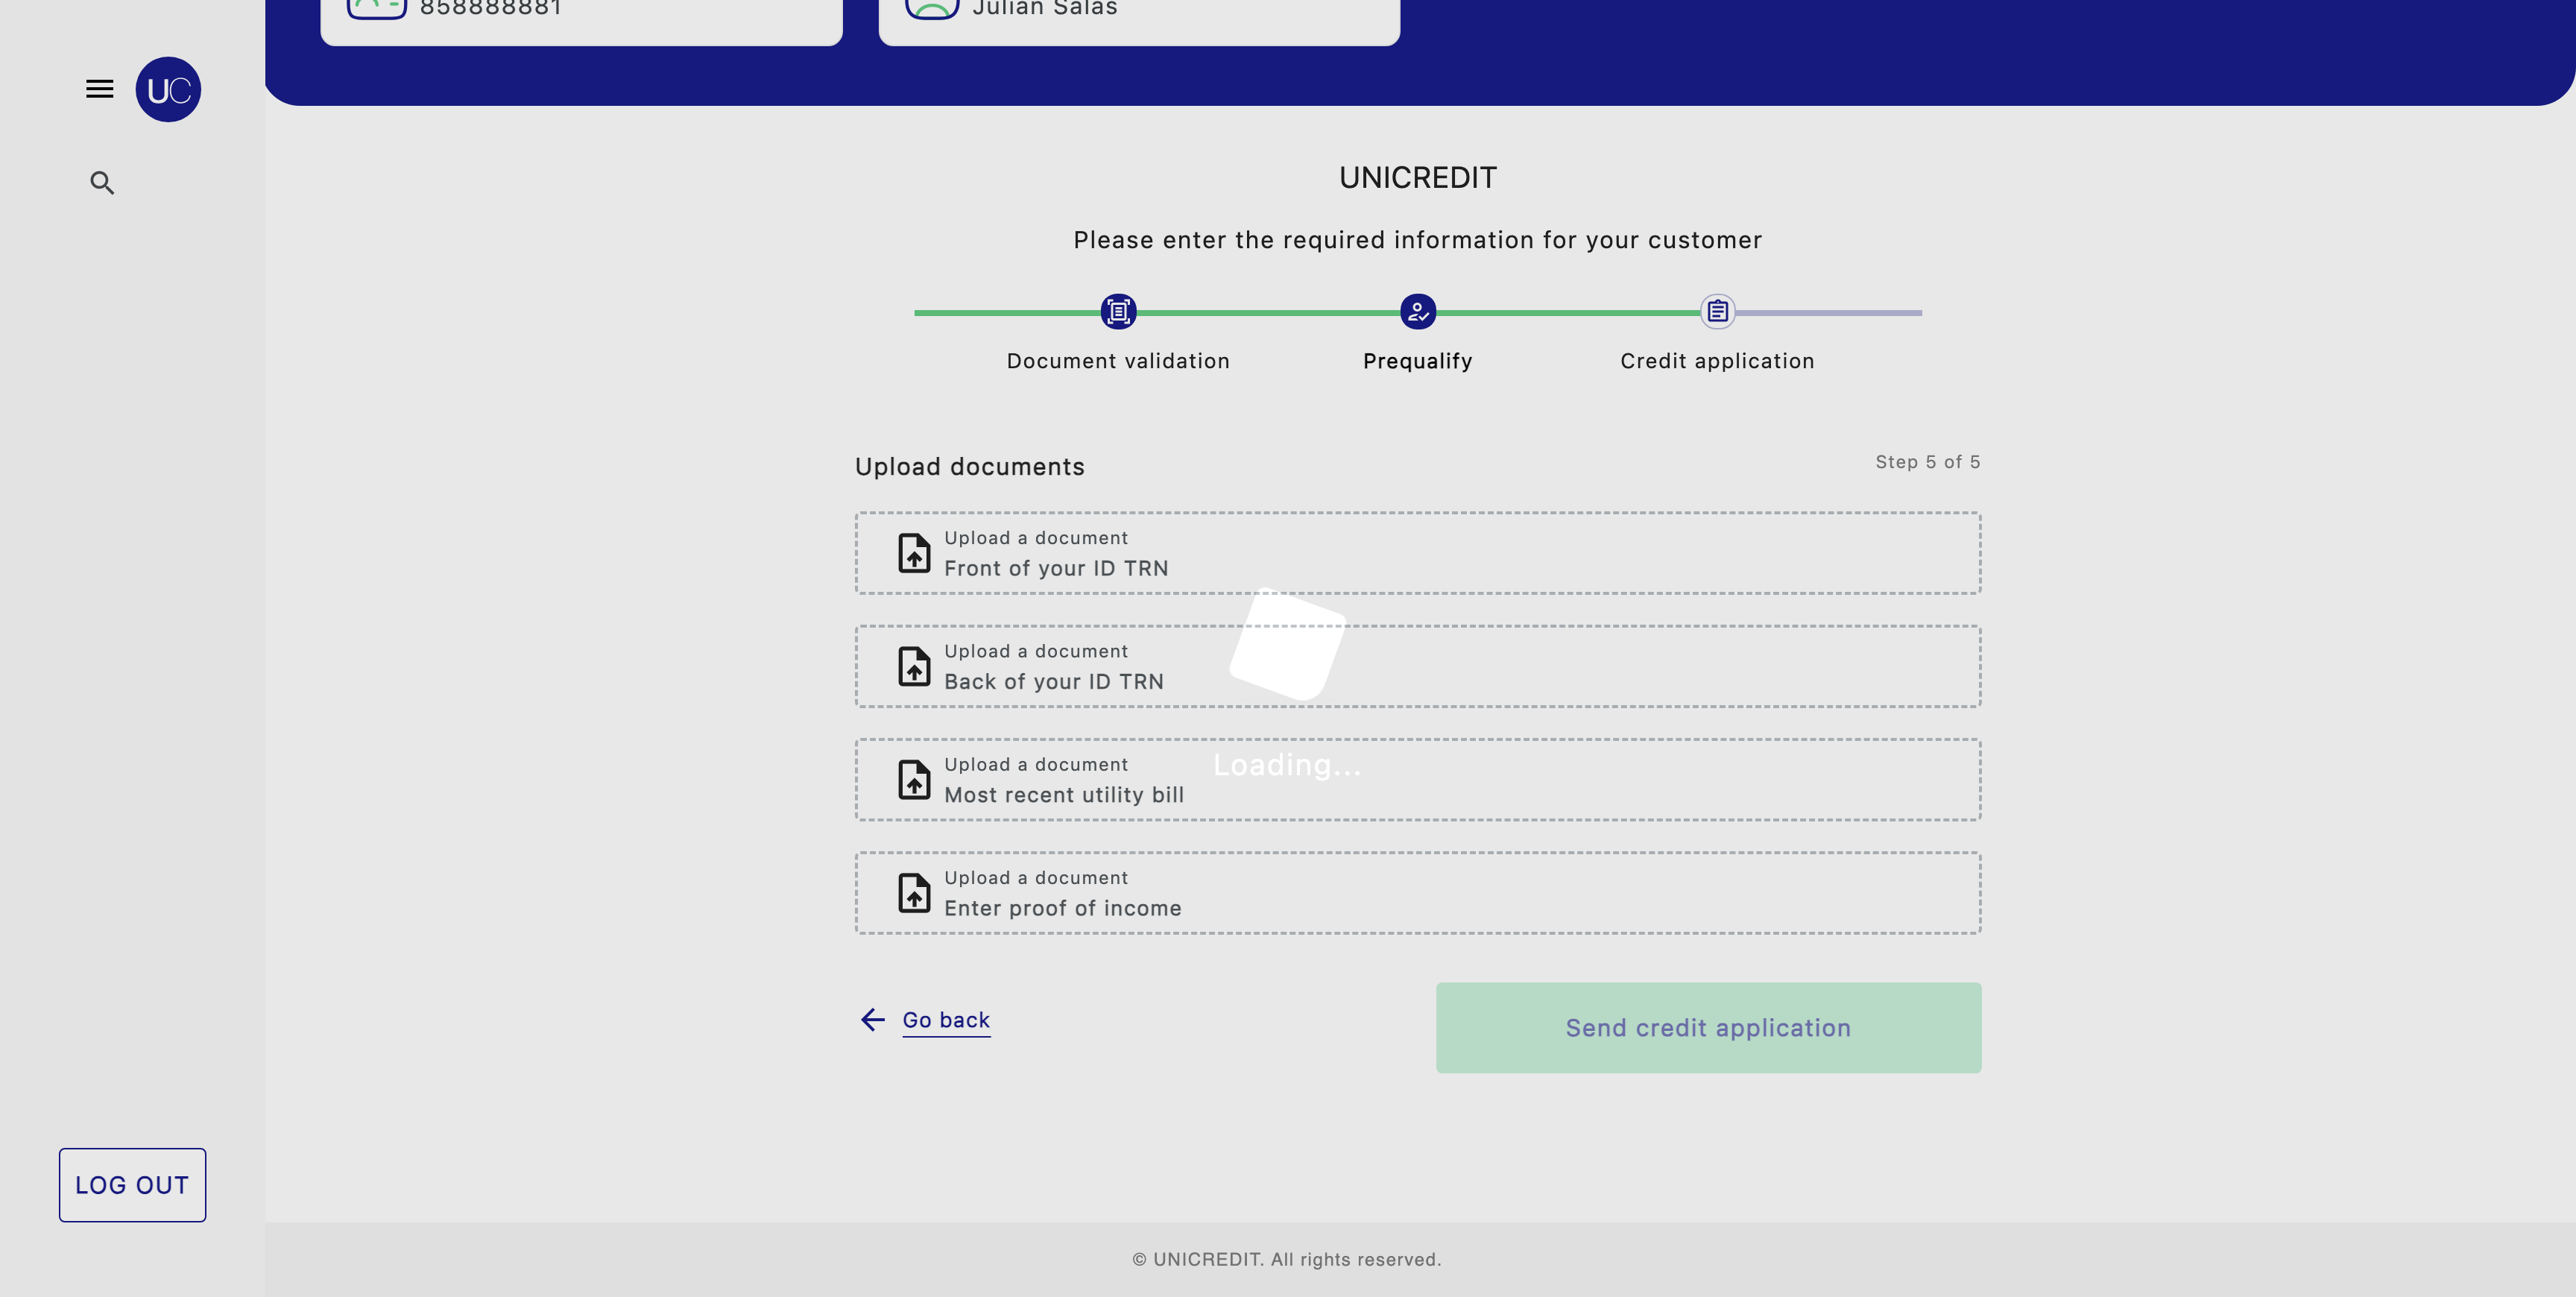 858888881
Julian Salas
UC
UNICREDIT
Please enter the required information for your customer
Document validation
Prequalify
Credit application
Upload documents
Step 5 of 5
Upload a document
Front of your ID TRN
Upload a document
Back of your ID TRN
Loading...
Upload a document
Most recent utility bill
Upload a document
Enter proof of income
Go back
Send credit application
LOG OUT
© UNICREDIT. All rights reserved.